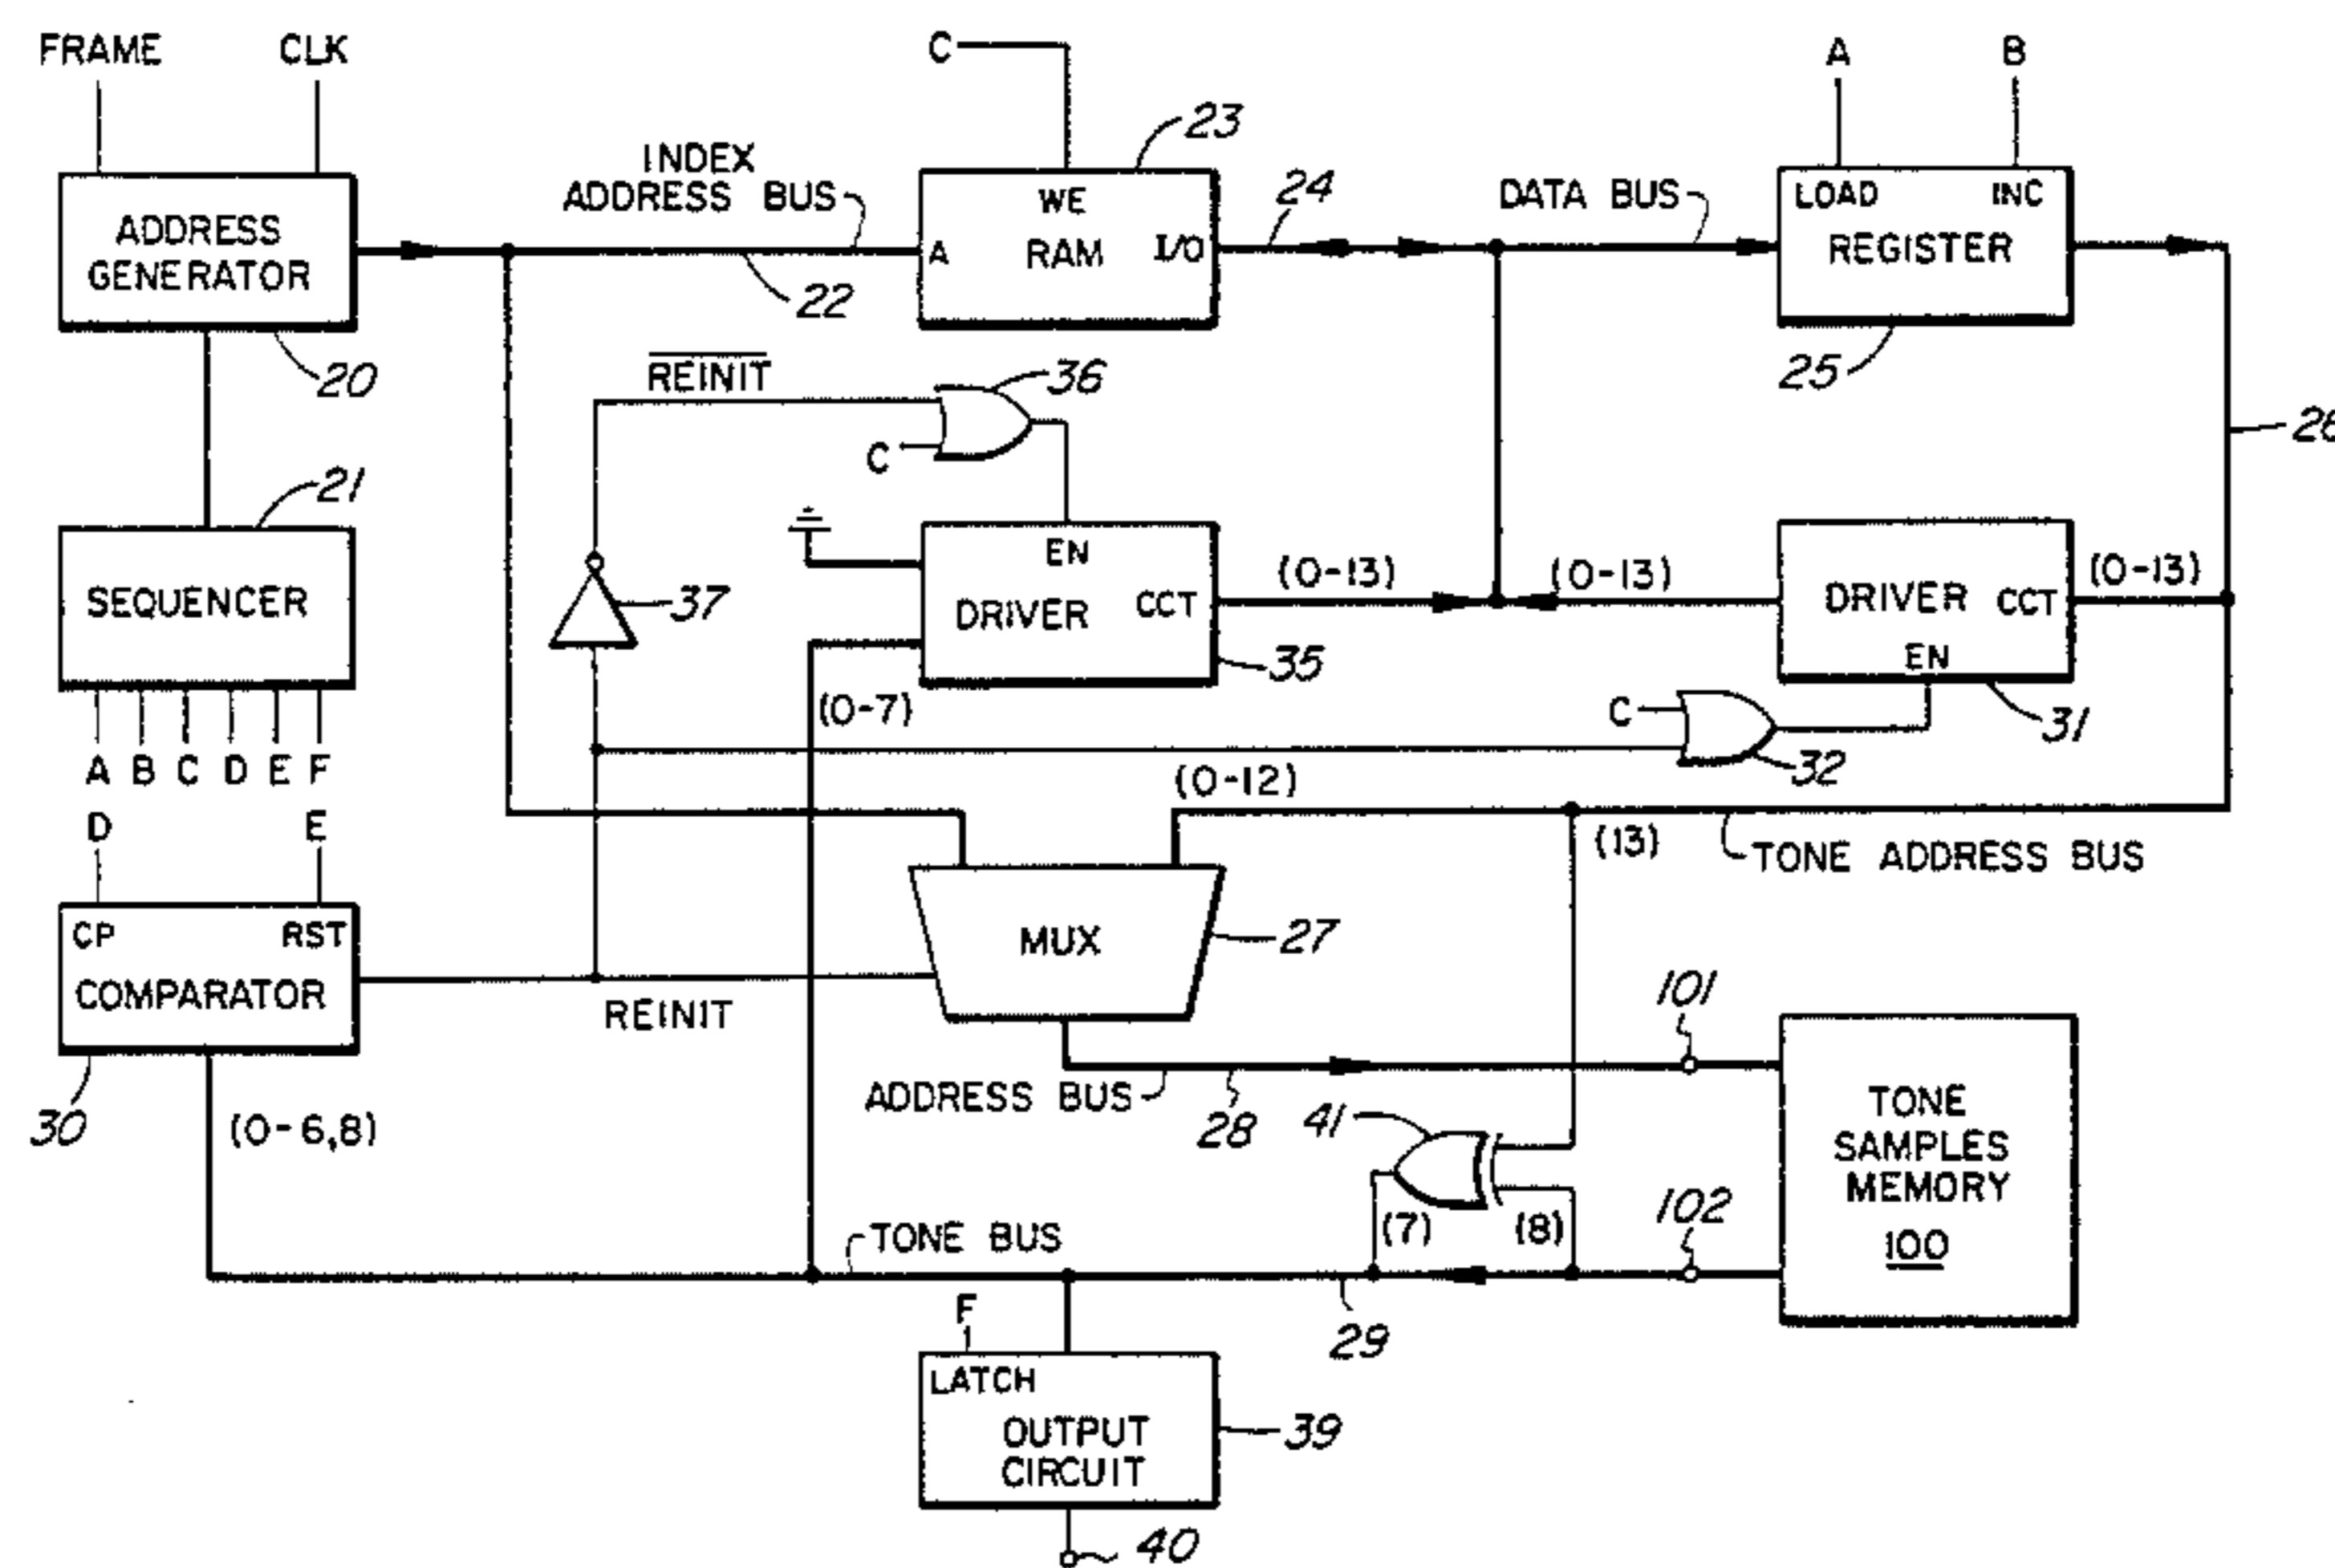 FRAME
CLK
C
A
B
23
INDEX
ADDRESS BUS
24
DATA BUS
ADDRESS
GENERATOR
WE
A
RAM
I/O
LOAD
INC
REGISTER
22
20
25
REINIT
36
C
26
21
SEQUENCER
37
EN
DRIVER
CCT
35
(0-13)
(0-13)
DRIVER
CCT
EN
(0-13)
(0-7)
C
31
32
A B C D E F
(0-12)
D
E
(13)
TONE ADDRESS BUS
CP
RST
COMPARATOR
MUX
27
REINIT
101
30
(0-6,8)
ADDRESS BUS
28
41
TONE
SAMPLES
MEMORY
100
102
TONE BUS
(7)
(8)
F
29
LATCH
OUTPUT
CIRCUIT
39
40